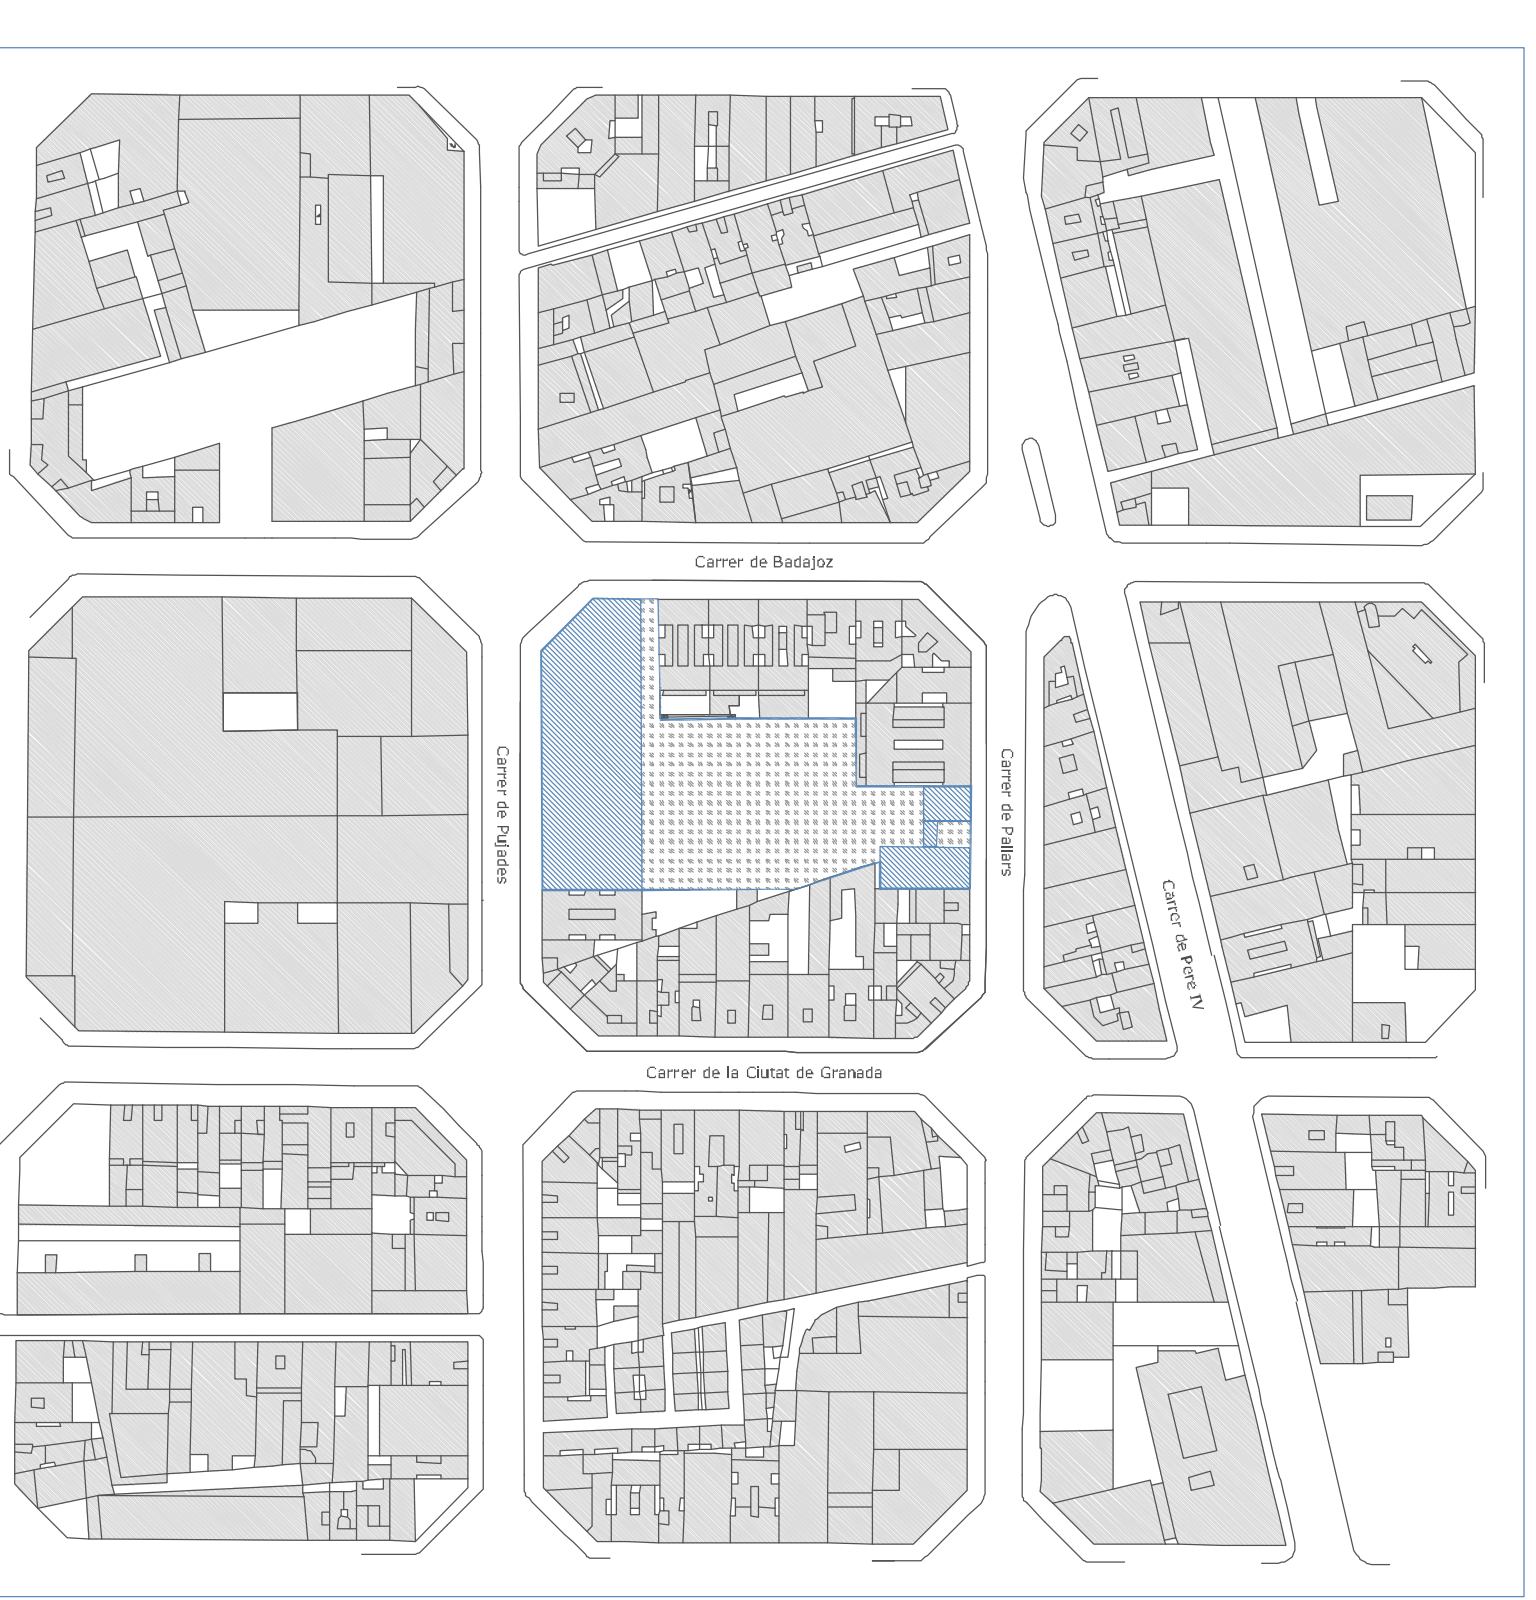 Carrer de Badajoz
Carrer de Pujades
Carrer de Pallars
Carrer de Pere IV
Carrer de la Ciutat de Granada